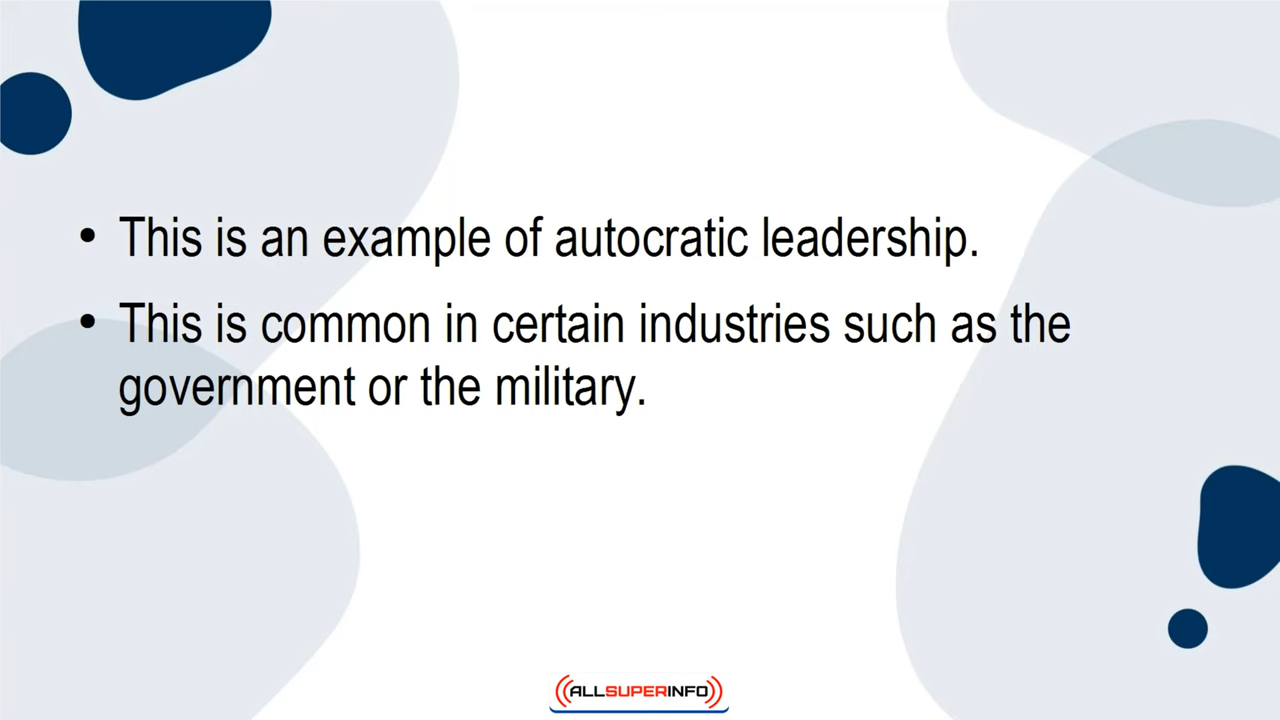 • This is an example of autocratic leadership.
• This is common in certain industries such as the
government or the military.
ALLSUPERINFO